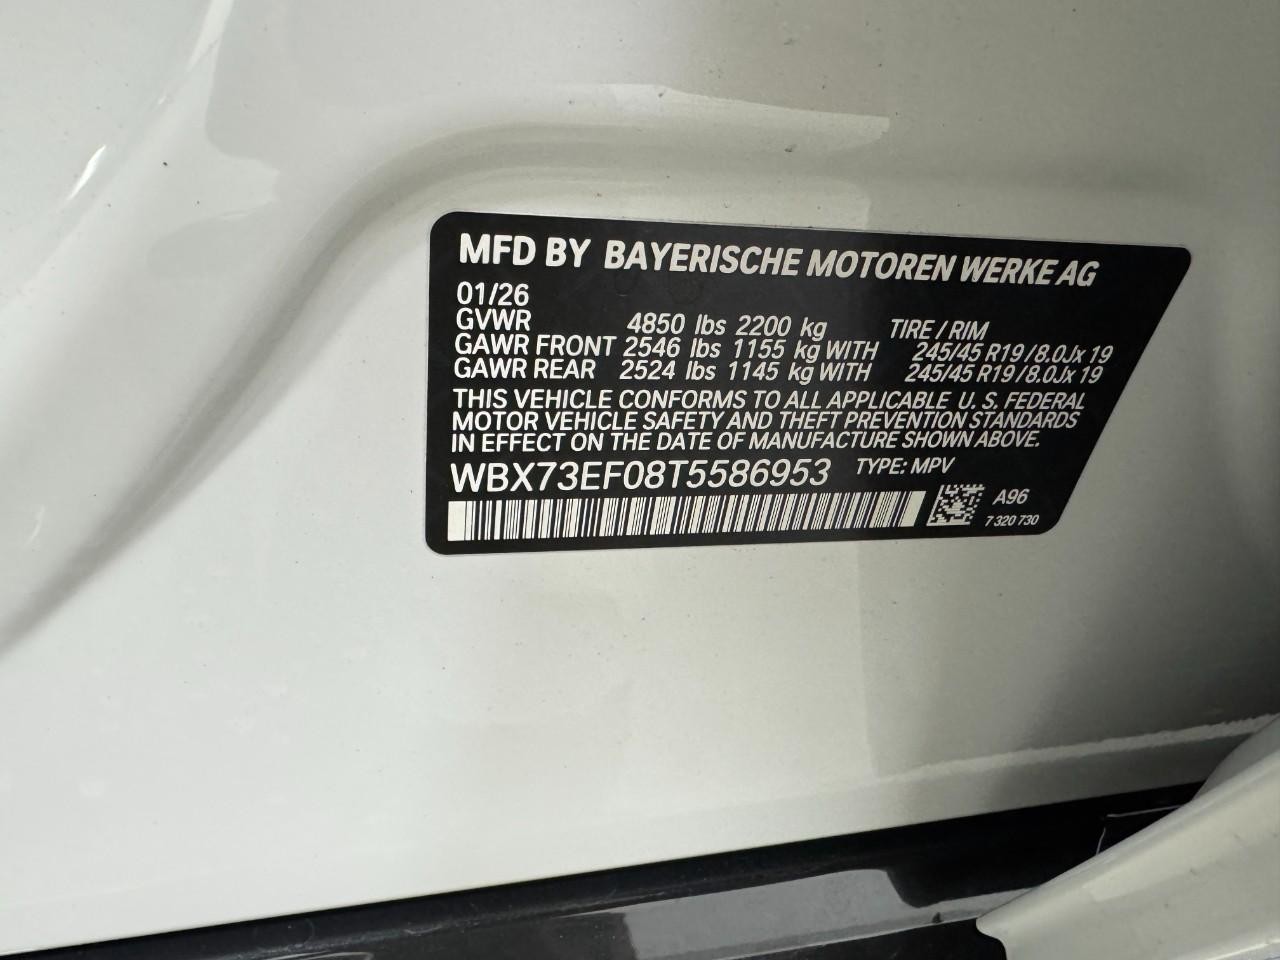 MFD BY BAYERISCHE MOTOREN WERKE AG
01/26
GVWR 4850 lbs 2200 kg TIRE / RIM
GAWR FRONT 2546 lbs 1155 kg WITH 245/45 R19 / 8.0Jx 19
GAWR REAR 2524 lbs 1145 kg WITH 245/45 R19 / 8.0Jx 19
THIS VEHICLE CONFORMS TO ALL APPLICABLE U. S. FEDERAL
MOTOR VEHICLE SAFETY AND THEFT PREVENTION STANDARDS
IN EFFECT ON THE DATE OF MANUFACTURE SHOWN ABOVE.
WBX73EF08T5586953 TYPE: MPV
A96
7 320 730